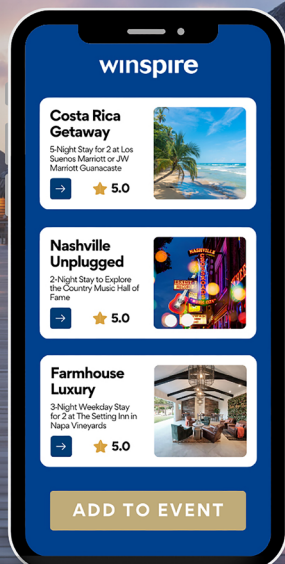 winspire
Costa Rica
Getaway
5-Night Stay for 2 at Los
Suenos Marriott or JW
Marriott Guanacaste
5.0
Nashville
Unplugged
2-Night Stay to Explore
the Country Music Hall of
Fame
5.0
NASHVILLE
Farmhouse
Luxury
3-Night Weekday Stay
for 2 at The Setting Inn in
Napa Vineyards
5.0
ADD TO EVENT